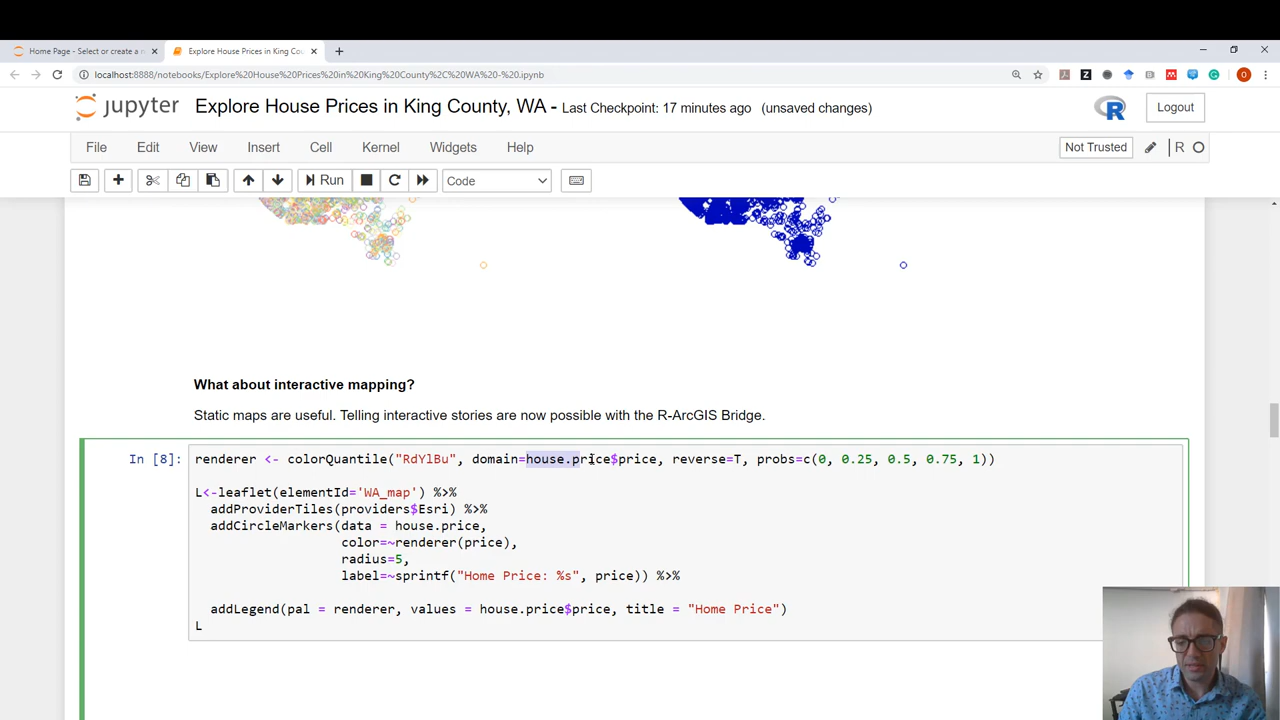 Home Page - Select or create a n
Explore House Prices in King Cou
localhost:8888/notebooks/Explore%20House%20Prices%20in%20King%20County%2C%20WA%20-%20.ipynb
jupyter Explore House Prices in King County, WA - Last Checkpoint: 17 minutes ago (unsaved changes)
R
Logout
File Edit View Insert Cell Kernel Widgets Help
Not Trusted
R
Run
Code
What about interactive mapping?
Static maps are useful. Telling interactive stories are now possible with the R-ArcGIS Bridge.
In [8]: renderer <- colorQuantile("RdYlBu", domain=house.price$price, reverse=T, probs=c(0, 0.25, 0.5, 0.75, 1))
L<-leaflet(elementId='WA_map') %>%
addProviderTiles(providers$Esri) %>%
addCircleMarkers(data = house.price,
color=~renderer(price),
radius=5,
label=~sprintf("Home Price: %s", price)) %>%
addLegend(pal = renderer, values = house.price$price, title = "Home Price")
L